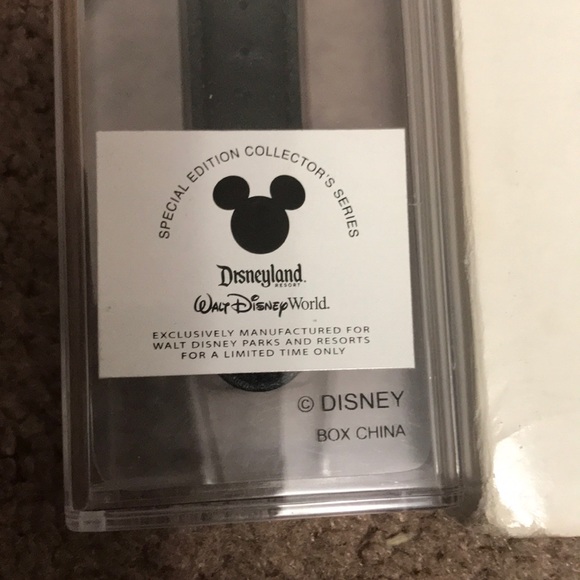 SPECIAL EDITION COLLECTOR'S SERIES
Disneyland
RESORT
WALT DISNEY World.
EXCLUSIVELY MANUFACTURED FOR
WALT DISNEY PARKS AND RESORTS
FOR A LIMITED TIME ONLY
© DISNEY
BOX CHINA